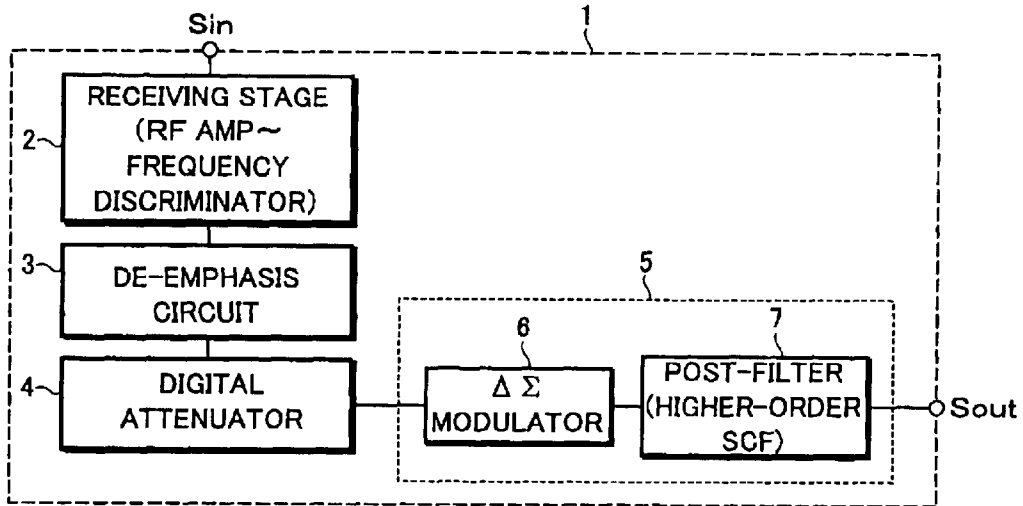 Sin
1
RECEIVING STAGE
(RF AMP~
FREQUENCY
DISCRIMINATOR)
2
3
DE-EMPHASIS
CIRCUIT
4
DIGITAL
ATTENUATOR
5
6
Δ Σ
MODULATOR
7
POST-FILTER
(HIGHER-ORDER
SCF)
Sout